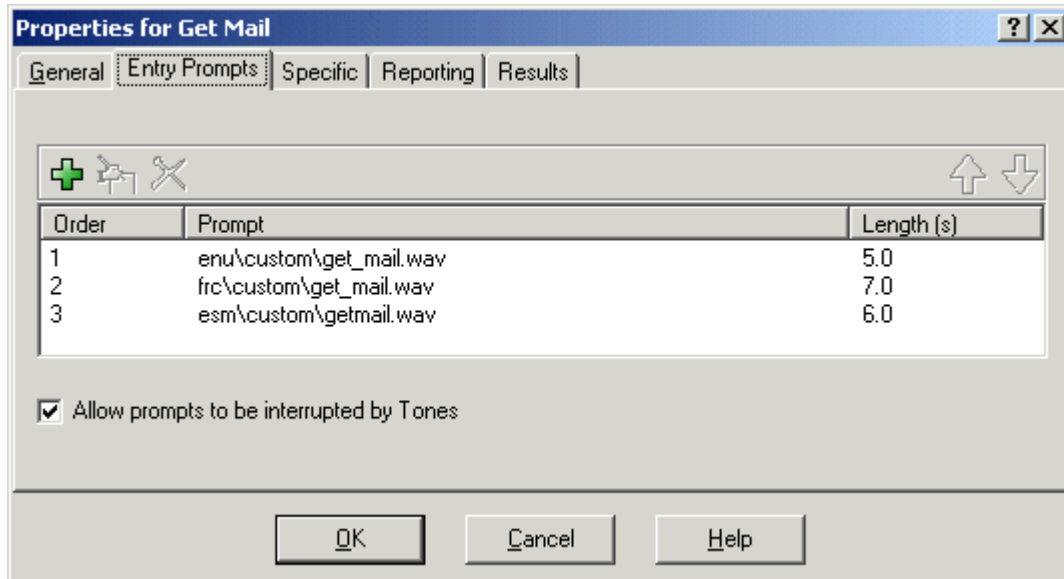 Properties for Get Mail
General Entry Prompts Specific Reporting Results
Order Prompt Length (s)
1 enu\custom\get_mail.wav 5.0
2 frc\custom\get_mail.wav 7.0
3 esm\custom\getmail.wav 6.0
Allow prompts to be interrupted by Tones
OK Cancel Help